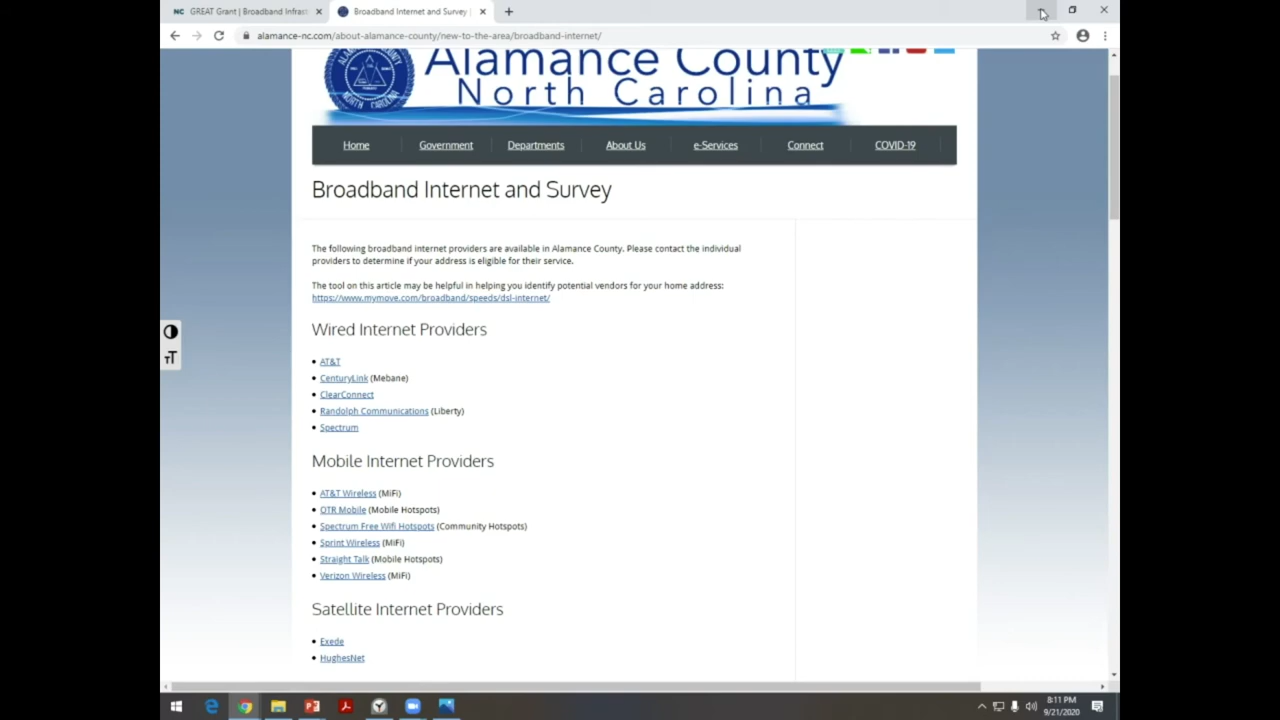 NC GREAT Grant | Broadband Infrast
Broadband Internet and Survey |
alamance-nc.com/about-alamance-county/new-to-the-area/broadband-internet/
Alamance County
North Carolina
Home Government Departments About Us e-Services Connect COVID-19
Broadband Internet and Survey
The following broadband internet providers are available in Alamance County. Please contact the individual
providers to determine if your address is eligible for their service.
The tool on this article may be helpful in helping you identify potential vendors for your home address:
https://www.mymove.com/broadband/speeds/dsl-internet/
Wired Internet Providers
• AT&T
• CenturyLink (Mebane)
• ClearConnect
• Randolph Communications (Liberty)
• Spectrum
Mobile Internet Providers
• AT&T Wireless (MiFi)
• OTR Mobile (Mobile Hotspots)
• Spectrum Free Wifi Hotspots (Community Hotspots)
• Sprint Wireless (MiFi)
• Straight Talk (Mobile Hotspots)
• Verizon Wireless (MiFi)
Satellite Internet Providers
• Exede
• HughesNet
8:11 PM
9/21/2020